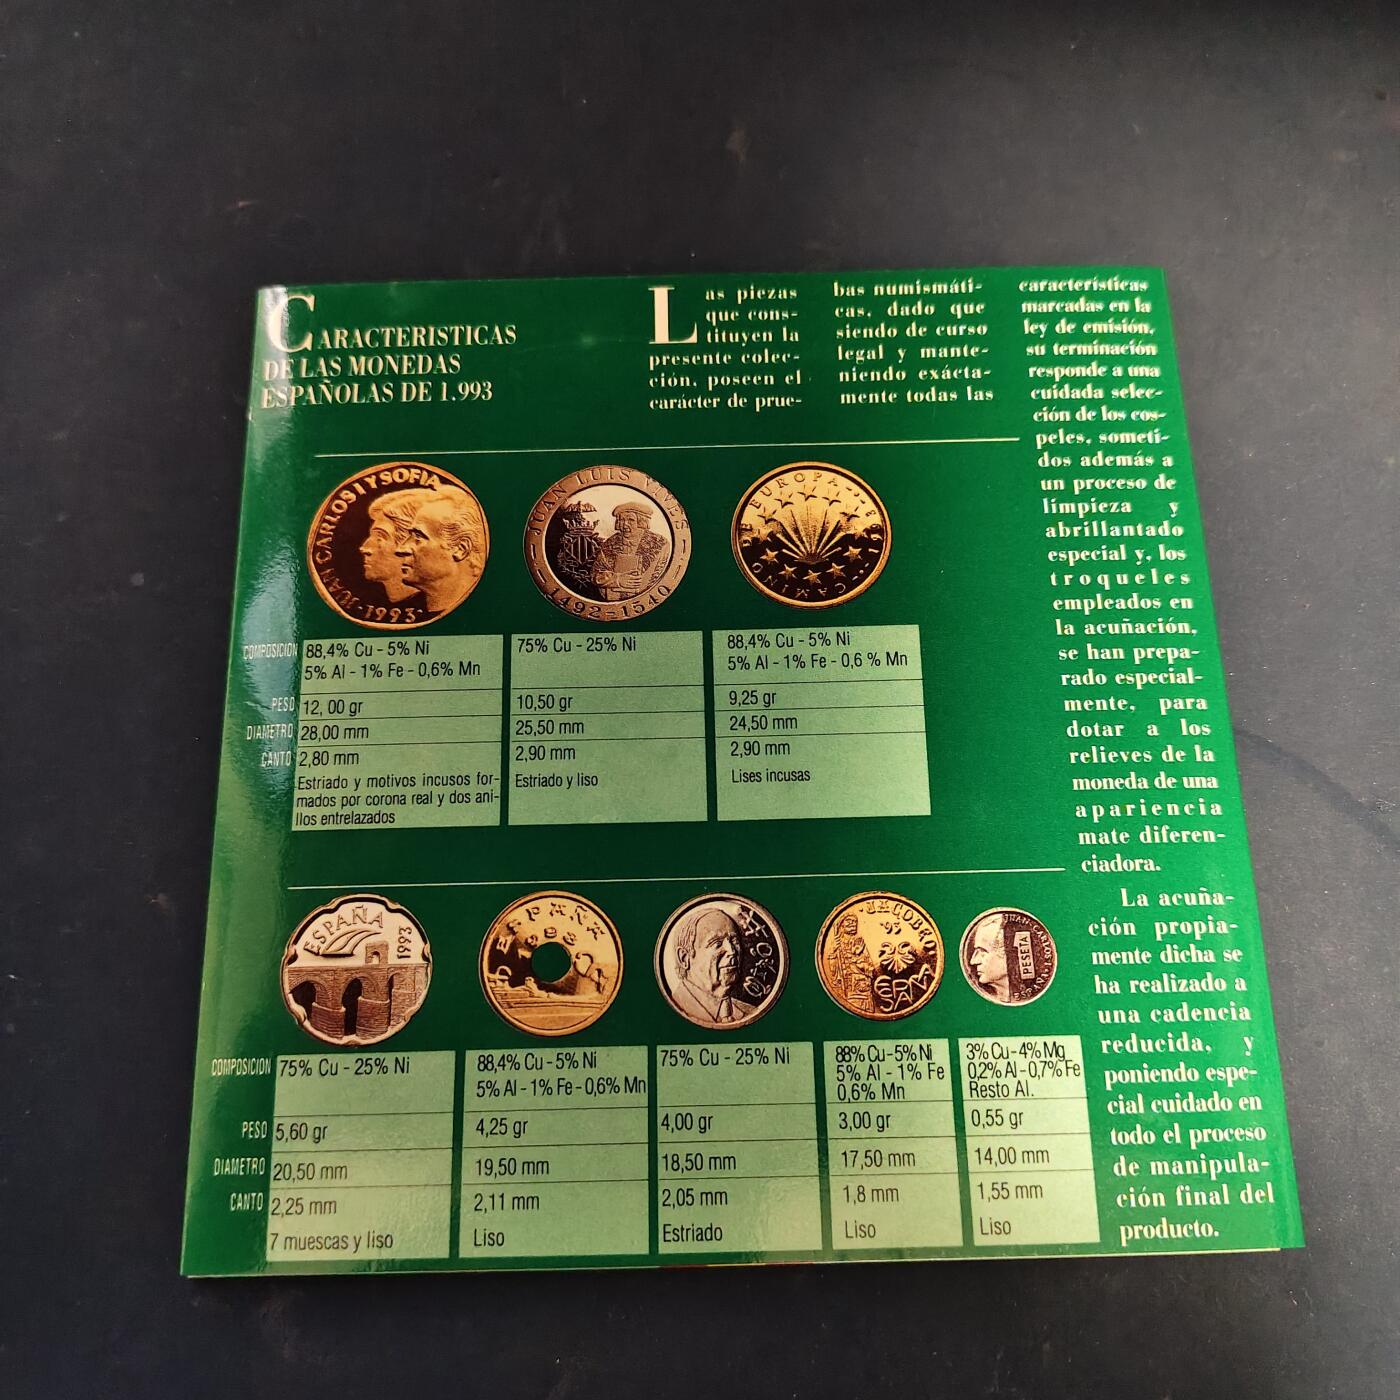 CARACTERISTICAS
DE LAS MONEDAS
ESPAÑOLAS DE 1.993
Las piezas
que cons-
tituyen la
presente colec-
ción, poseen el
carácter de prue-
bas numismáti-
cas, dado que
siendo de curso
legal y mante-
niendo exácta-
mente todas las
características
marcadas en la
ley de emisión,
su terminación
responde a una
cuidada selec-
ción de los cos-
peles, someti-
dos además a
un proceso de
limpieza y
abrillantado
especial y, los
troqueles
empleados en
la acuñación,
se han prepa-
rado especial-
mente, para
dotar a los
relieves de la
moneda de una
apariencia
mate diferen-
ciadora.
La acuña-
ción propia-
mente dicha se
ha realizado a
una cadencia
reducida, y
poniendo espe-
cial cuidado en
todo el proceso
de manipula-
ción final del
producto.
JUAN CARLOS I Y SOFIA
1993
JUAN LUIS VIVES
1492-1540
CAMINO DE EUROPA
1993
COMPOSICION
88,4% Cu - 5% Ni
5% Al - 1% Fe - 0,6% Mn
75% Cu - 25% Ni
88,4% Cu - 5% Ni
5% Al - 1% Fe - 0,6 % Mn
PESO
12, 00 gr
10,50 gr
9,25 gr
DIAMETRO
28,00 mm
25,50 mm
24,50 mm
CANTO
2,80 mm
2,90 mm
2,90 mm
Estriado y motivos incusos for-
mados por corona real y dos ani-
llos entrelazados
Estriado y liso
Lises incusas
ESPAÑA
1993
ESPAÑA
1993
JACOBEO
'93
ESPAÑA
JUAN CARLOS I
PESETA
COMPOSICION
75% Cu - 25% Ni
88,4% Cu - 5% Ni
5% Al - 1% Fe - 0,6% Mn
75% Cu - 25% Ni
88% Cu - 5% Ni
5% Al - 1% Fe
0,6% Mn
3% Cu - 4% Mg
0,2% Al - 0,7% Fe
Resto Al.
PESO
5,60 gr
4,25 gr
4,00 gr
3,00 gr
0,55 gr
DIAMETRO
20,50 mm
19,50 mm
18,50 mm
17,50 mm
14,00 mm
CANTO
2,25 mm
2,11 mm
2,05 mm
1,8 mm
1,55 mm
7 muescas y liso
Liso
Estriado
Liso
Liso